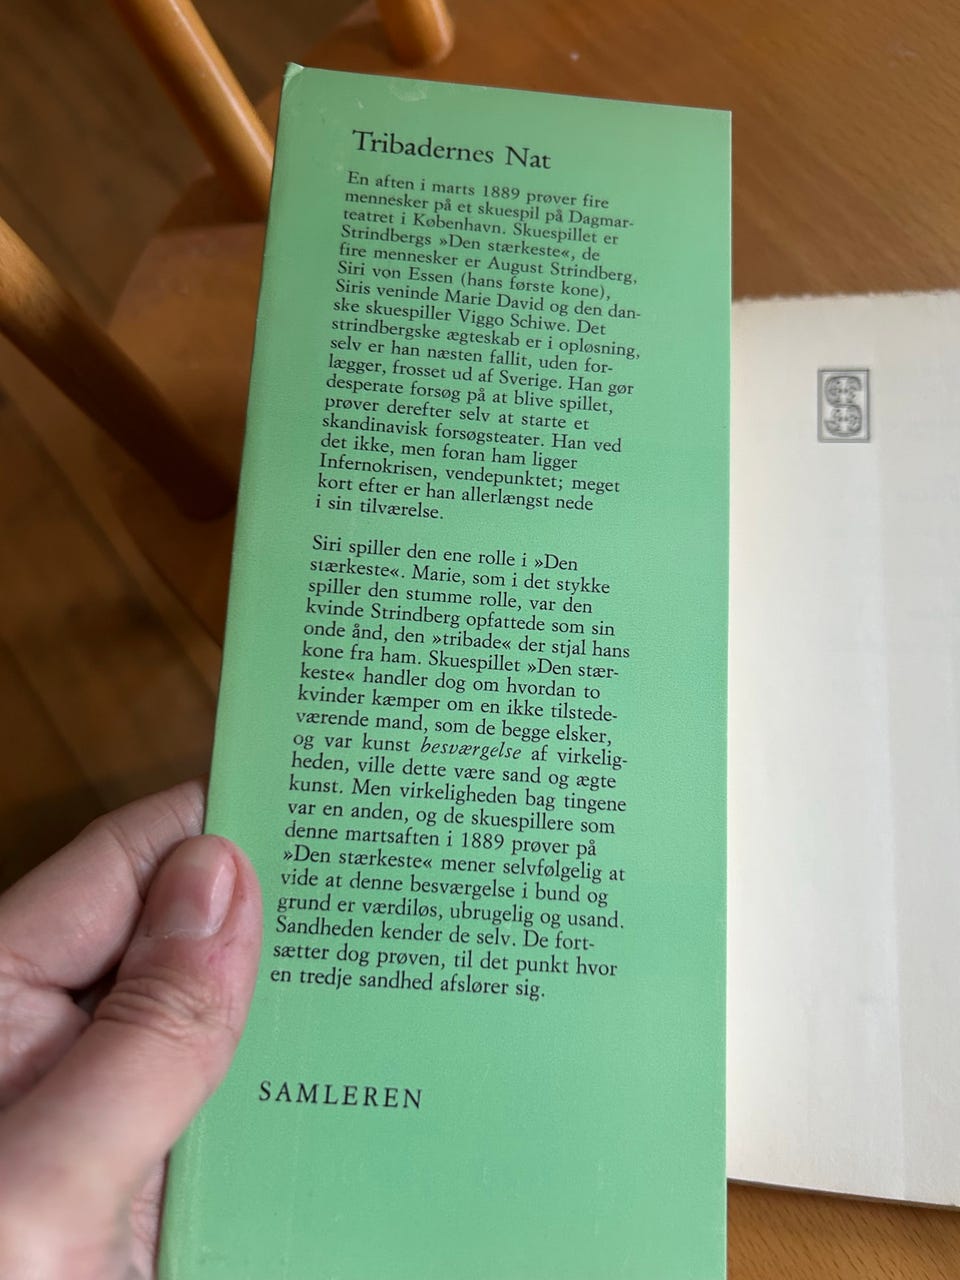 Tribadernes Nat
En aften i marts 1889 prøver fire
mennesker på et skuespil på Dagmar-
teatret i København. Skuespillet er
Strindbergs »Den stærkeste«, de
fire mennesker er August Strindberg,
Siri von Essen (hans første kone),
Siris veninde Marie David og den dan-
ske skuespiller Viggo Schiwe. Det
strindbergske ægteskab er i opløsning,
selv er han næsten fallit, uden for-
lægger, frosset ud af Sverige. Han gør
desperate forsøg på at blive spillet,
prøver derefter selv at starte et
skandinavisk forsøgsteater. Han ved
det ikke, men foran ham ligger
Infernokrisen, vendepunktet; meget
kort efter er han allerlængst nede
i sin tilværelse.
Siri spiller den ene rolle i »Den
stærkeste«. Marie, som i det stykke
spiller den stumme rolle, var den
kvinde Strindberg opfattede som sin
onde ånd, den »tribade« der stjal hans
kone fra ham. Skuespillet »Den stær-
keste« handler dog om hvordan to
kvinder kæmper om en ikke tilstede-
værende mand, som de begge elsker,
og var kunst besværgelse af virkelig-
heden, ville dette være sand og ægte
kunst. Men virkeligheden bag tingene
var en anden, og de skuespillere som
denne martsaften i 1889 prøver på
»Den stærkeste« mener selvfølgelig at
vide at denne besværgelse i bund og
grund er værdiløs, ubrugelig og usand.
Sandheden kender de selv. De fort-
sætter dog prøven, til det punkt hvor
en tredje sandhed afslører sig.
SAMLEREN
S